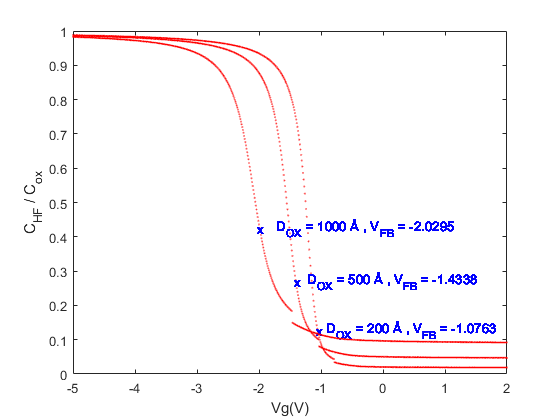 1
0.9
0.8
0.7
0.6
0.5
0.4
0.3
0.2
0.1
0
C_HF / C_ox
D_OX = 1000 Å , V_FB = -2.0295
D_OX = 500 Å , V_FB = -1.4338
D_OX = 200 Å , V_FB = -1.0763
-5 -4 -3 -2 -1 0 1 2
Vg(V)